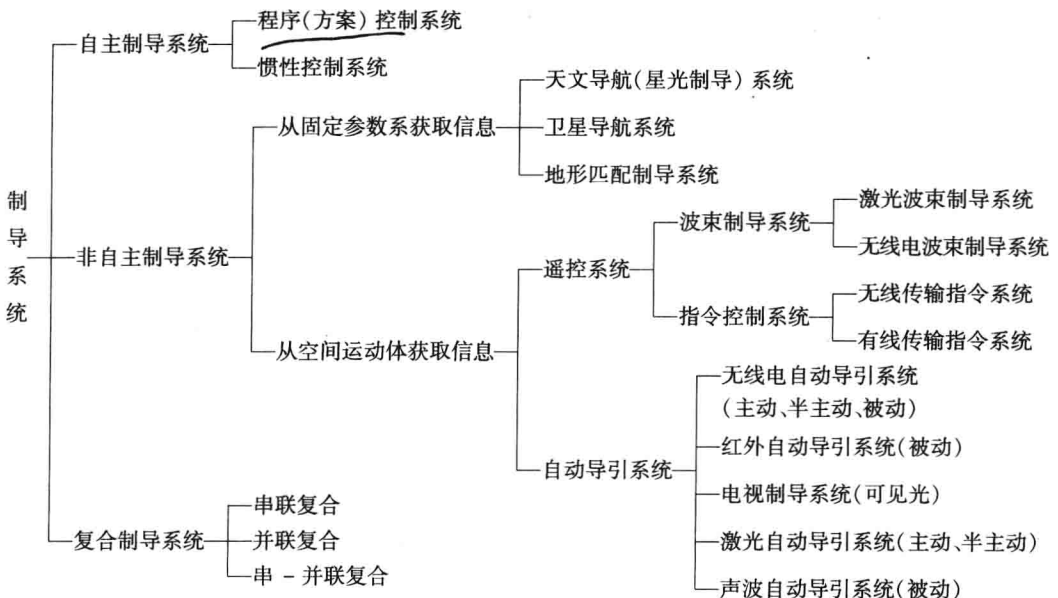 制导系统
自主制导系统
程序(方案)控制系统
惯性控制系统
非自主制导系统
从固定参数系获取信息
天文导航(星光制导)系统
卫星导航系统
地形匹配制导系统
从空间运动体获取信息
遥控系统
波束制导系统
激光波束制导系统
无线电波束制导系统
指令控制系统
无线传输指令系统
有线传输指令系统
自动导引系统
无线电自动导引系统
(主动、半主动、被动)
红外自动导引系统(被动)
电视制导系统(可见光)
激光自动导引系统(主动、半主动)
声波自动导引系统(被动)
复合制导系统
串联复合
并联复合
串-并联复合